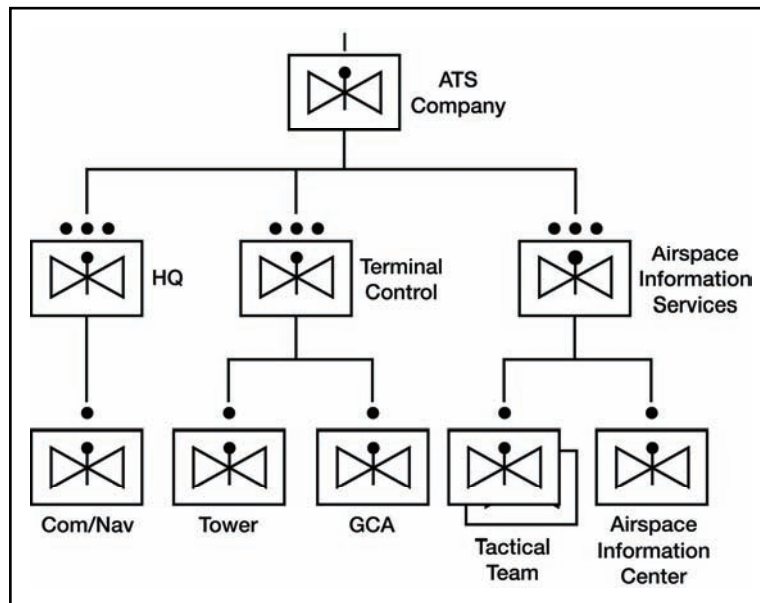 ATS
Company
HQ
Terminal
Control
Airspace
Information
Services
Com/Nav
Tower
GCA
Tactical
Team
Airspace
Information
Center